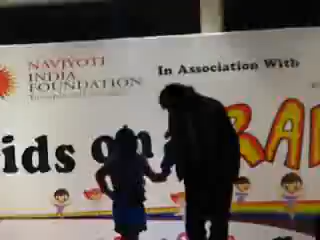 NAVJYOTI
INDIA
FOUNDATION
In Association With
ids on RA